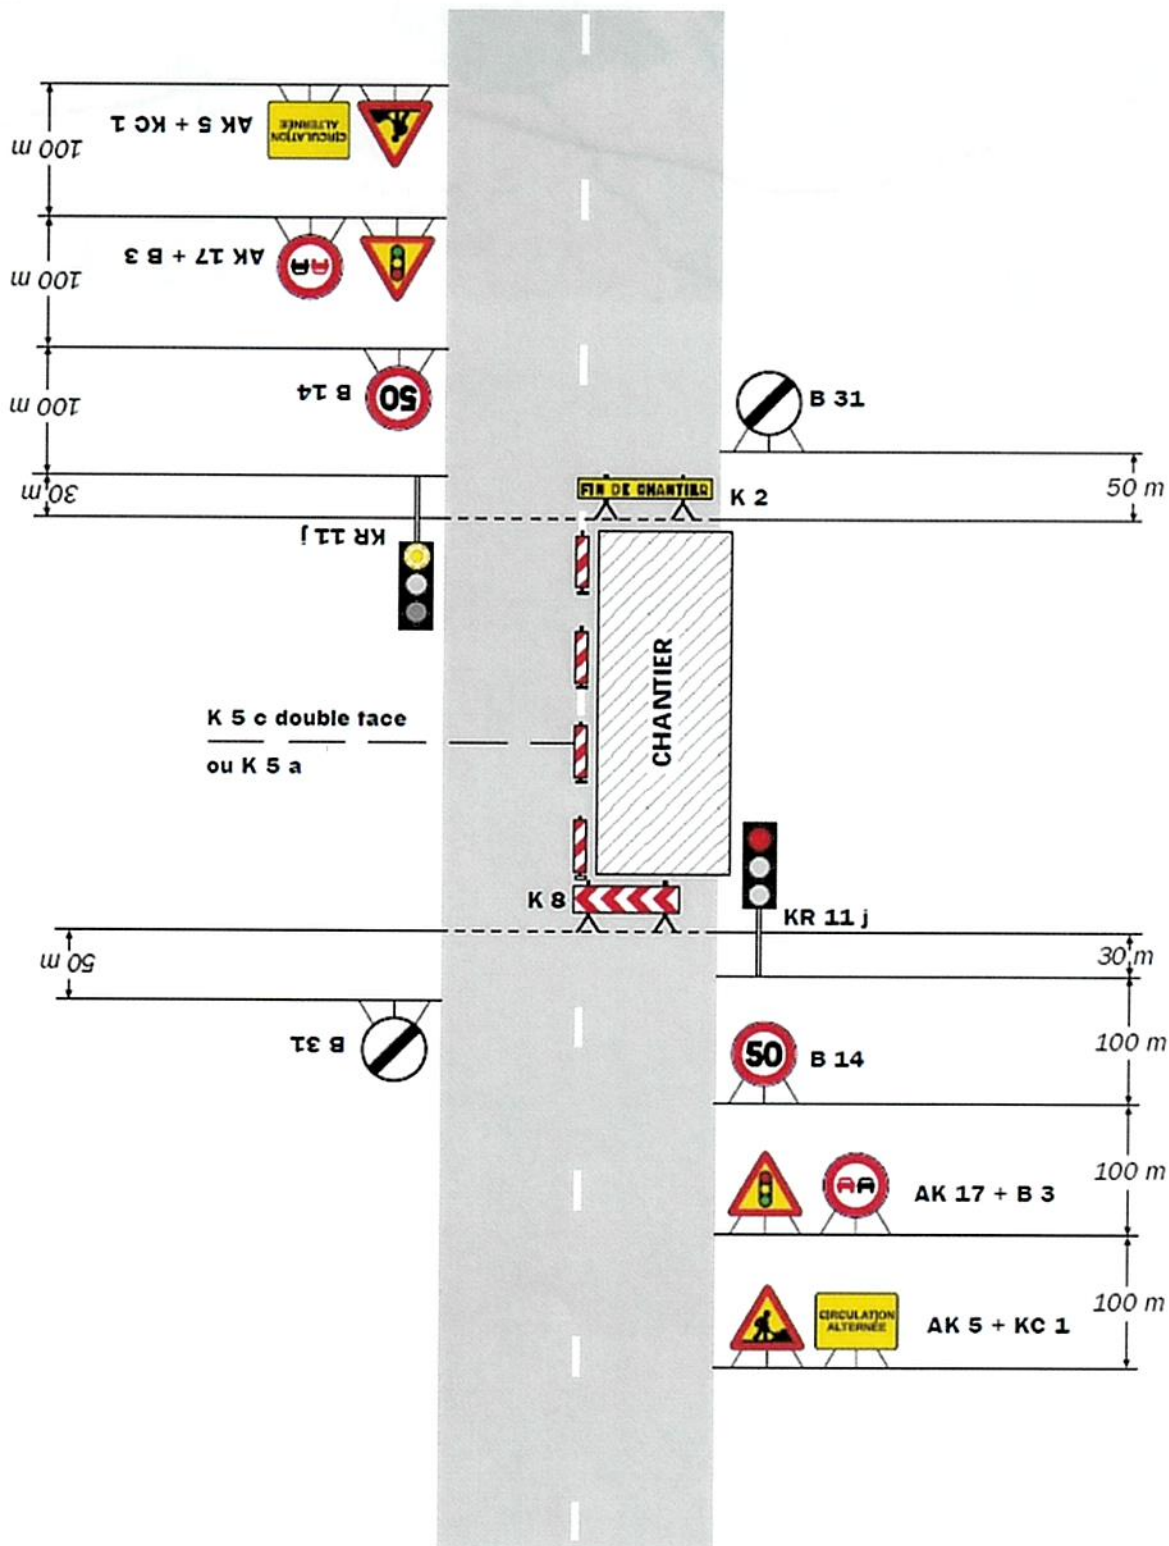 CIRCULATION
ALTERNÉE
AK 5 + KC 1
100 m
AK 17 + B 3
100 m
50
B 14
100 m
B 31
50 m
30 m
KR 11 j
FIN DE CHANTIER
K 2
CHANTIER
K 5 c double face
ou K 5 a
K 8
KR 11 j
50 m
30 m
B 31
50
B 14
100 m
AK 17 + B 3
100 m
CIRCULATION
ALTERNÉE
AK 5 + KC 1
100 m